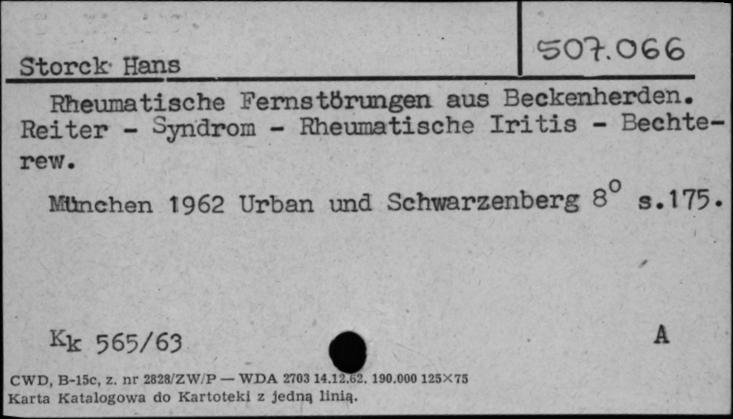 507.066
Storck Hans
Rheumatische Fernstörungen aus Beckenherden.
Reiter - Syndrom - Rheumatische Iritis - Bechte-
rew.
München 1962 Urban und Schwarzenberg 8° s.175.
Kk 565/63 A
CWD, B-15c, z. nr 2828/ZW/P — WDA 2703 14.12.62. 190.000 125×75
Karta Katalogowa do Kartoteki z jedną linią.